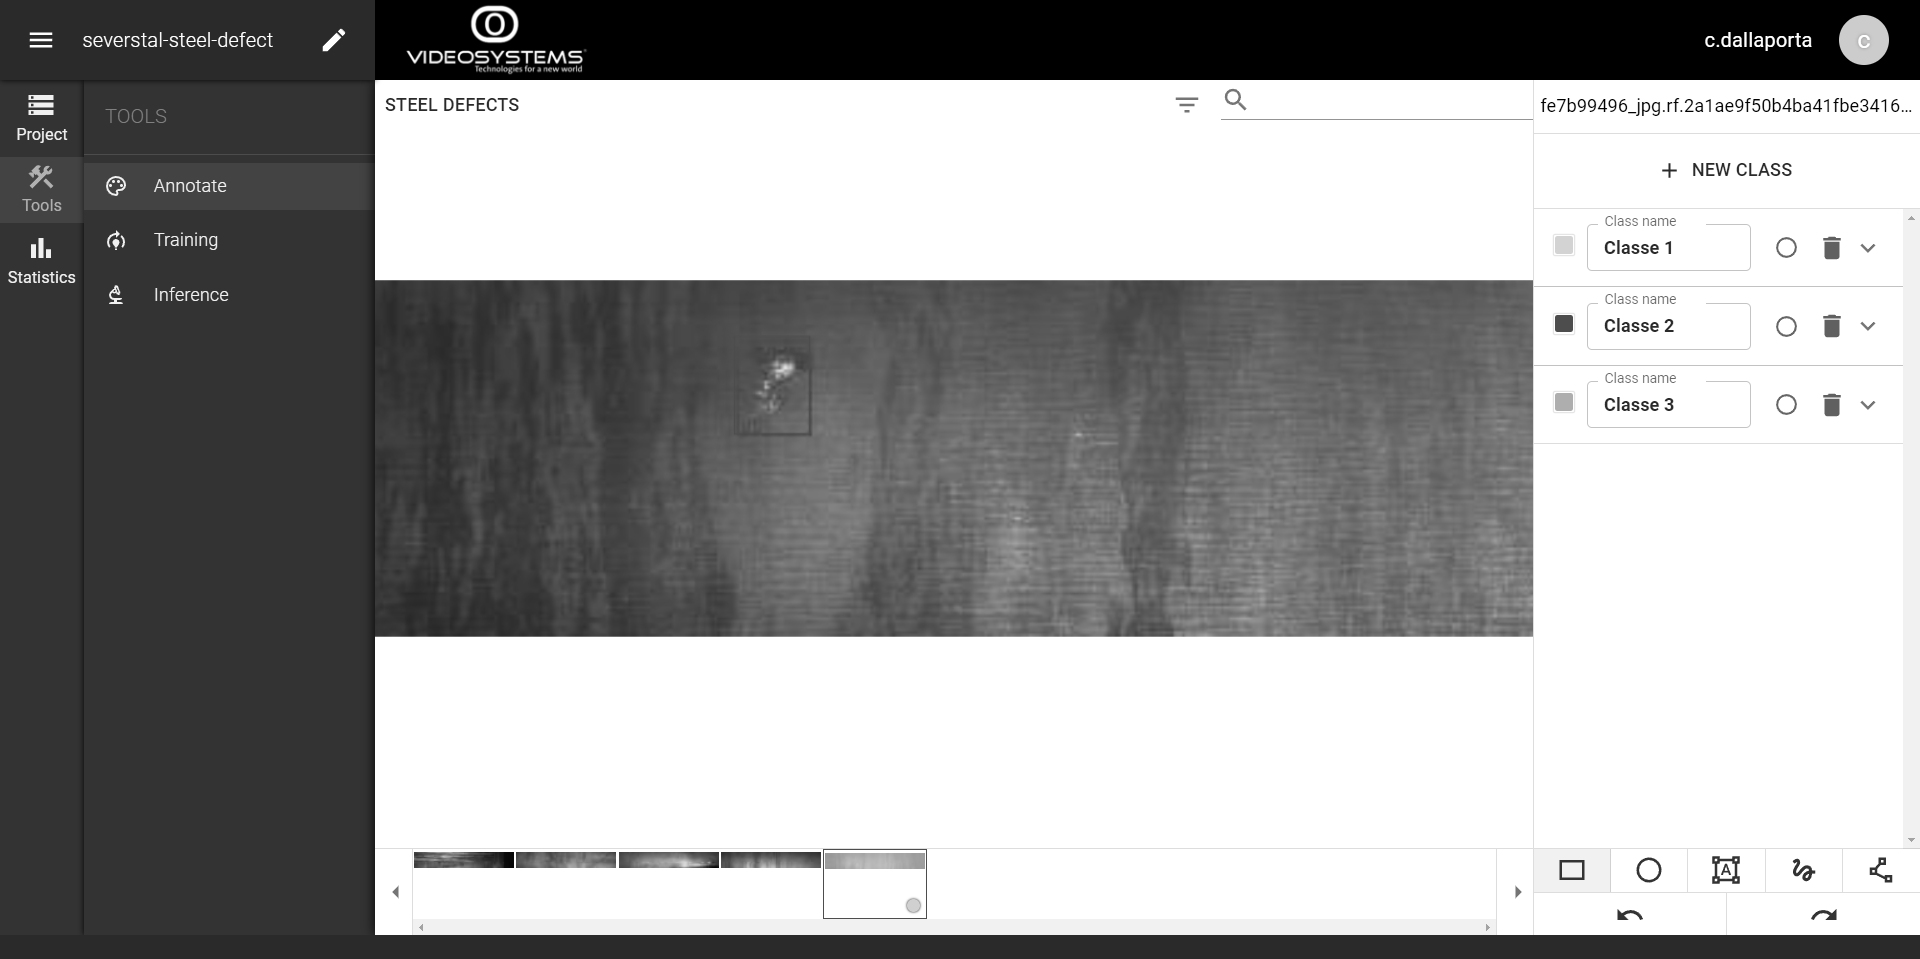 severstal-steel-defect
VIDEOSYSTEMS
Technologies for a new world
c.dallaporta
C
Project
Tools
Statistics
TOOLS
Annotate
Training
Inference
STEEL DEFECTS
fe7b99496_jpg.rf.2a1ae9f50b4ba41fbe3416...
NEW CLASS
Class name
Classe 1
Class name
Classe 2
Class name
Classe 3
A